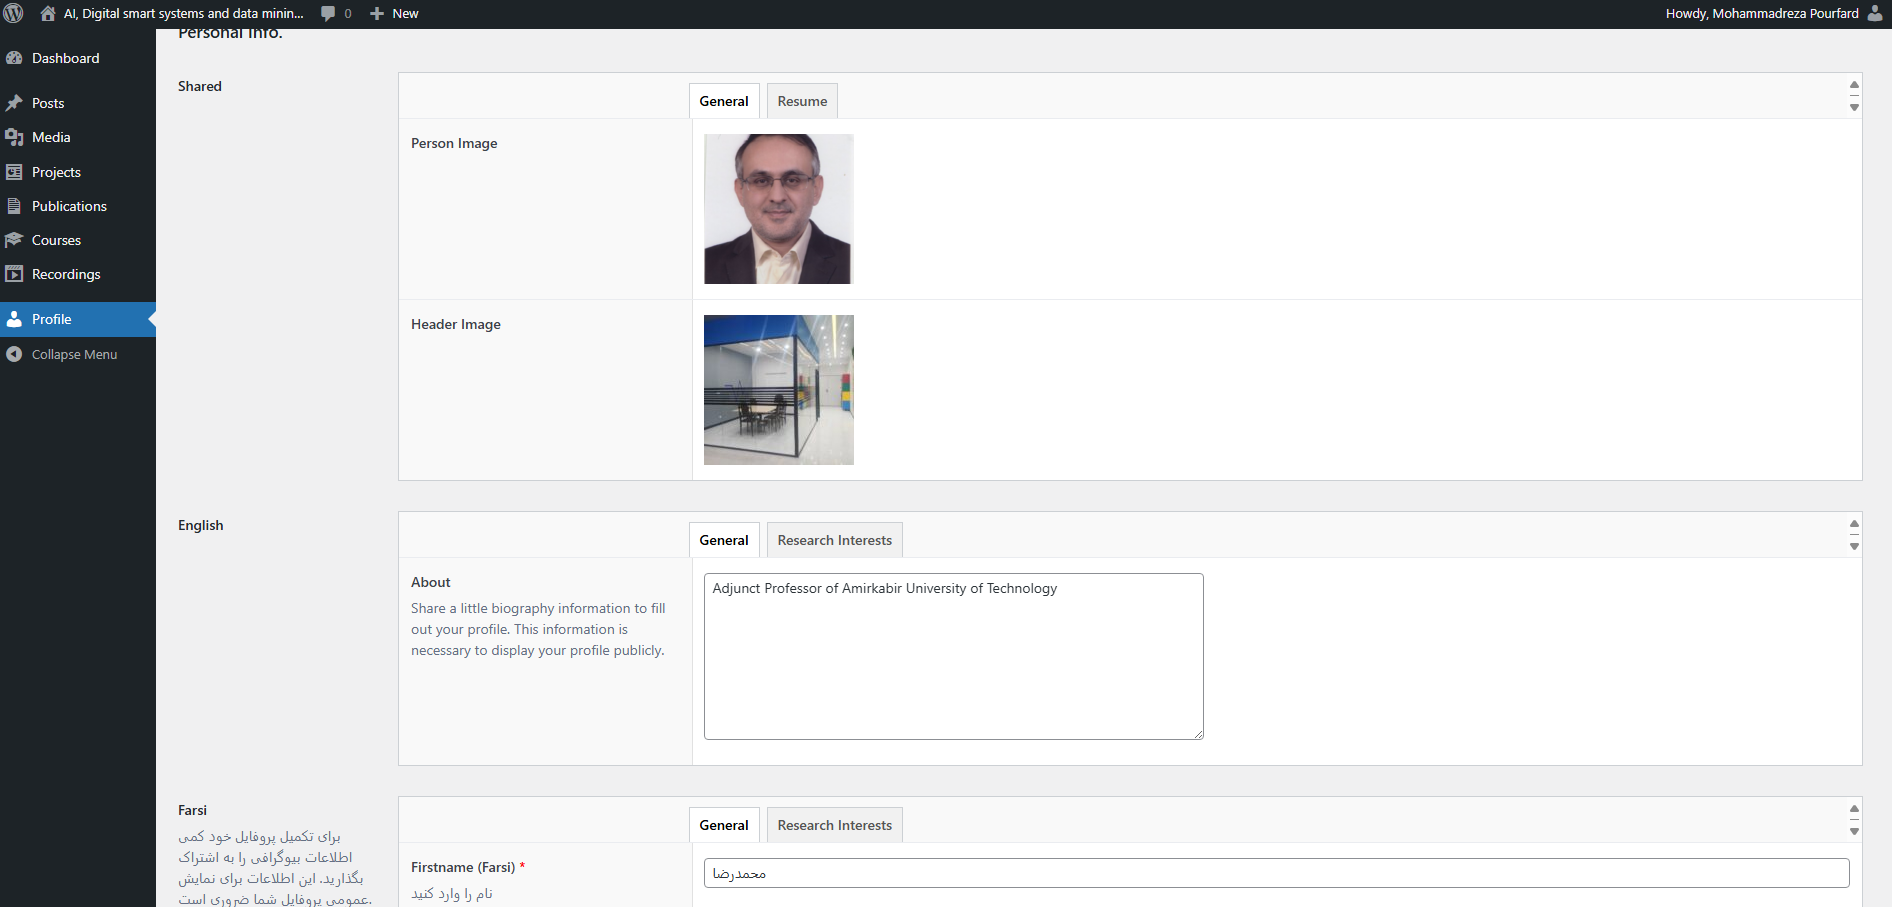 AI, Digital smart systems and data minin...
0
New
Howdy, Mohammadreza Pourfard
Dashboard
Posts
Media
Projects
Publications
Courses
Recordings
Profile
Collapse Menu
Personal Info.
Shared
General
Resume
Person Image
Header Image
English
General
Research Interests
About
Share a little biography information to fill
out your profile. This information is
necessary to display your profile publicly.
Adjunct Professor of Amirkabir University of Technology
Farsi
برای تکمیل پروفایل خود کمی
اطلاعات بیوگرافی را به اشتراک
بگذارید. این اطلاعات برای نمایش
عمومی پروفایل شما ضروری است.
General
Research Interests
Firstname (Farsi) *
نام را وارد کنید
محمدرضا